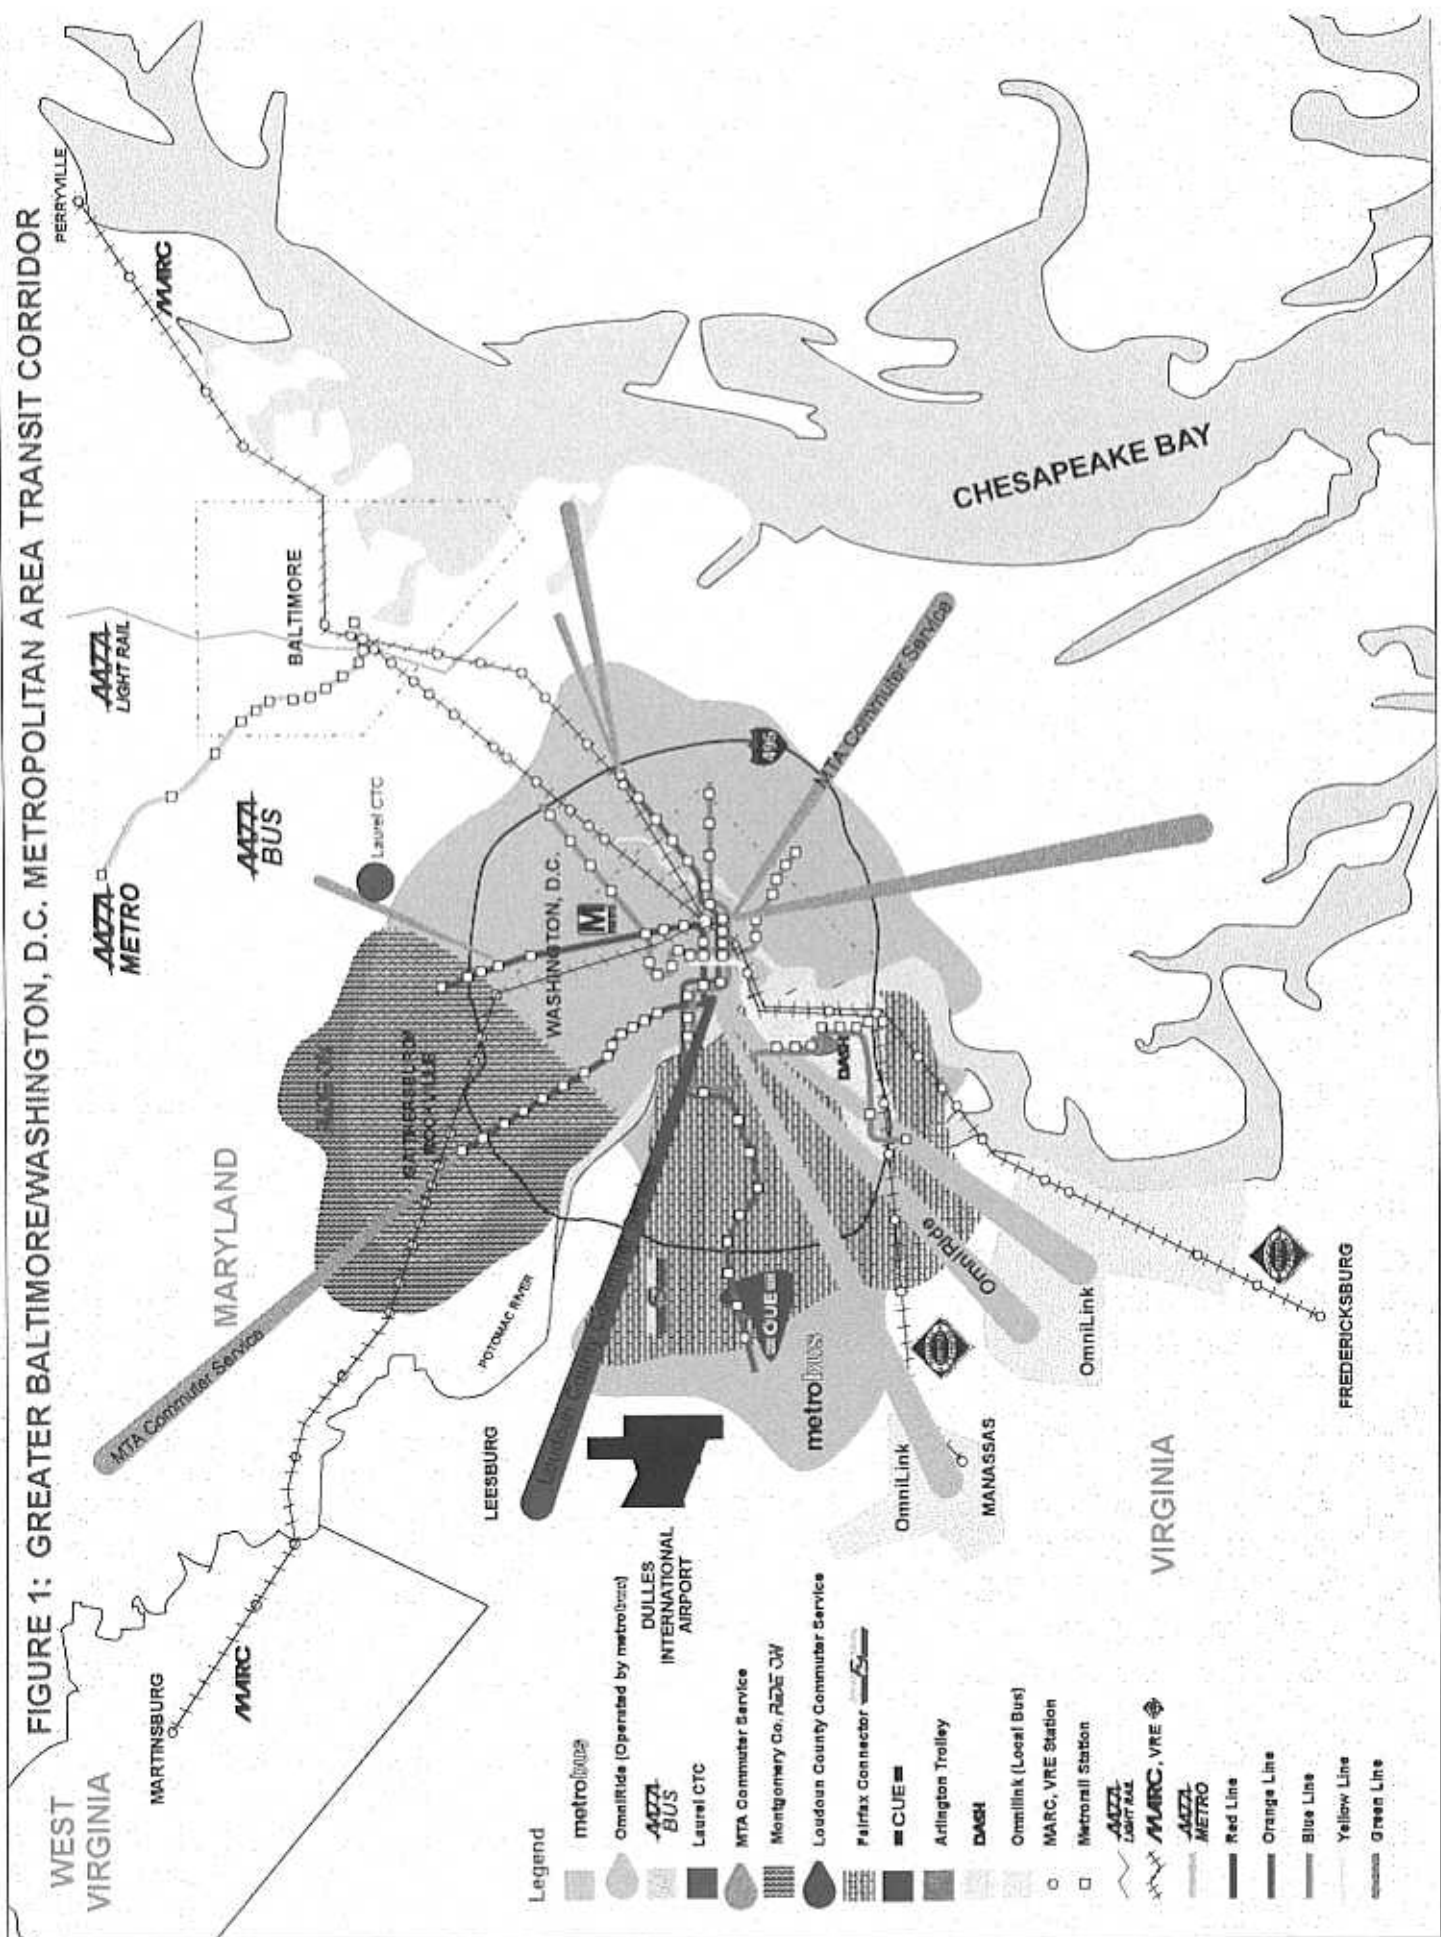 FIGURE 1: GREATER BALTIMORE/WASHINGTON, D.C. METROPOLITAN AREA TRANSIT CORRIDOR
WEST
VIRGINIA
MARTINSBURG
MARC
MTA Commuter Service
MARYLAND
GAITHERSBURG/
ROCKVILLE
POTOMAC RIVER
LEESBURG
DULLES
INTERNATIONAL
AIRPORT
MTA
METRO
MTA
BUS
MTA
LIGHT RAIL
Laurel CTC
BALTIMORE
PERRYVILLE
MARC
WASHINGTON, D.C.
M
495
MTA Commuter Service
CHESAPEAKE BAY
DASH
CUE
metrobus
OmniRide
OmniLink
MANASSAS
OmniLink
VIRGINIA
FREDERICKSBURG
Legend
metrobus
OmniRide (Operated by metrobus)
MTA
BUS
Laurel CTC
MTA Commuter Service
Montgomery Co. RIDE ON
Loudoun County Commuter Service
Fairfax Connector
CUE
Arlington Trolley
DASH
Omnilink (Local Bus)
MARC, VRE Station
Metrorail Station
MTA
LIGHT RAIL
MARC, VRE
MTA
METRO
Red Line
Orange Line
Blue Line
Yellow Line
Green Line